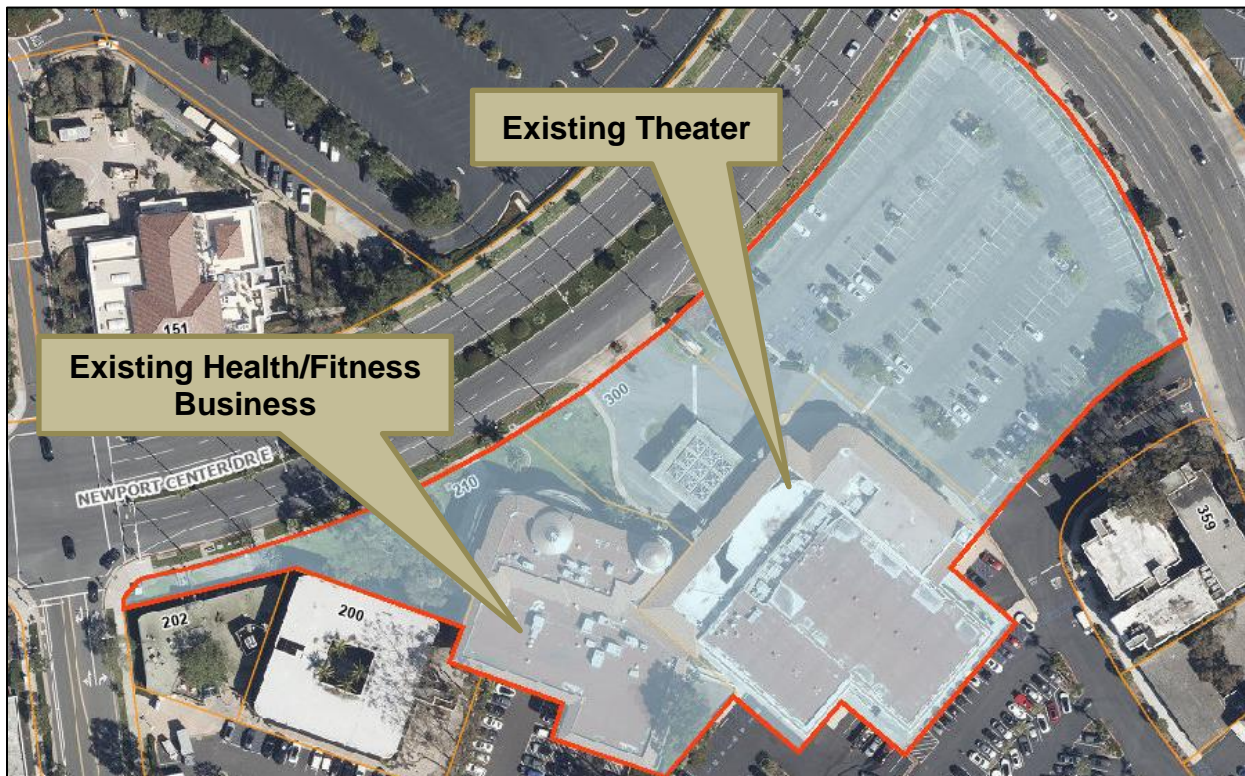 Existing Theater
151
Existing Health/Fitness
Business
300
NEWPORT CENTER DR E
210
359
202
200